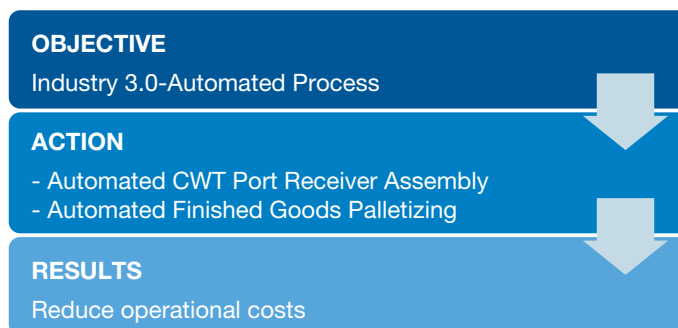 OBJECTIVE
Industry 3.0-Automated Process
ACTION
- Automated CWT Port Receiver Assembly
- Automated Finished Goods Palletizing
RESULTS
Reduce operational costs